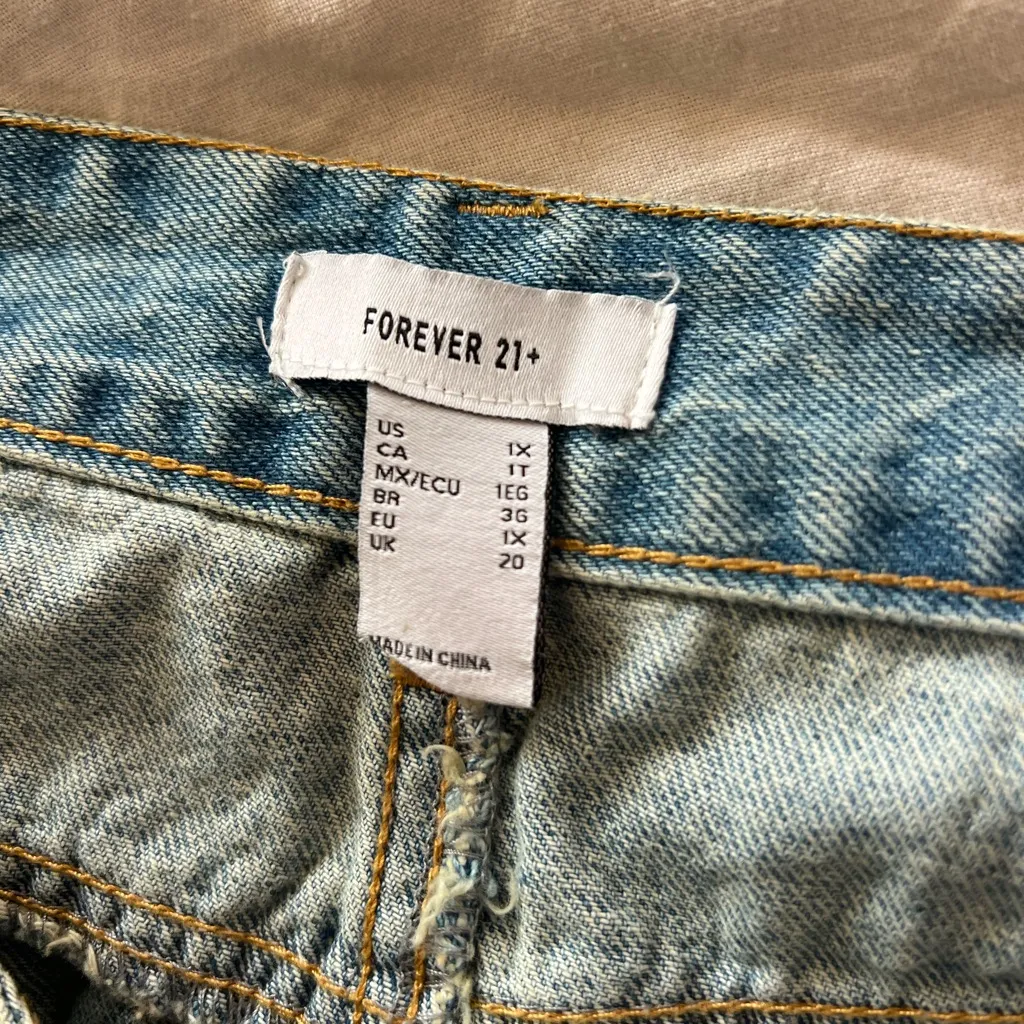 FOREVER 21+
US 1X
CA 1T
MX/ECU 1EG
BR 3G
EU 1X
UK 20
MADE IN CHINA